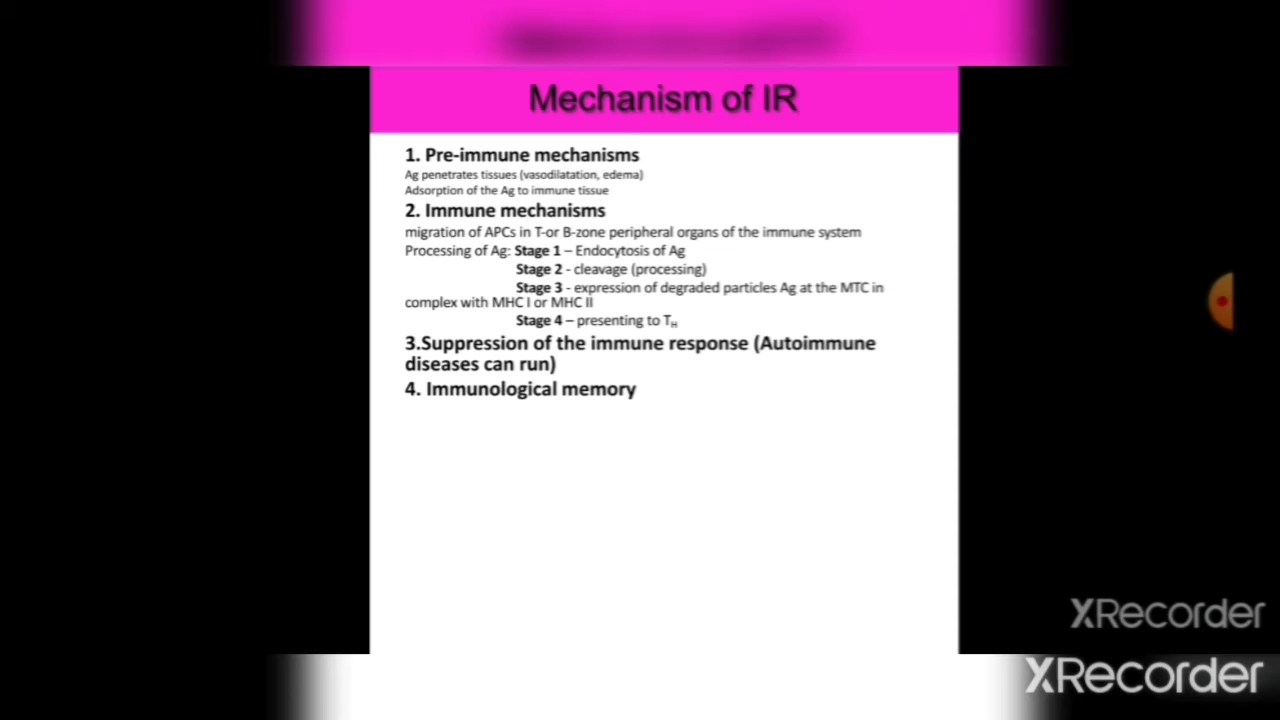 Mechanism of IR
1. Pre-immune mechanisms
Ag penetrates tissues (vasodilatation, edema)
Adsorption of the Ag to immune tissue
2. Immune mechanisms
migration of APCs in T-or B-zone peripheral organs of the immune system
Processing of Ag: Stage 1 – Endocytosis of Ag
Stage 2 - cleavage (processing)
Stage 3 - expression of degraded particles Ag at the MTC in
complex with MHC I or MHC II
Stage 4 – presenting to TH
3.Suppression of the immune response (Autoimmune
diseases can run)
4. Immunological memory
XRecorder
XRecorder